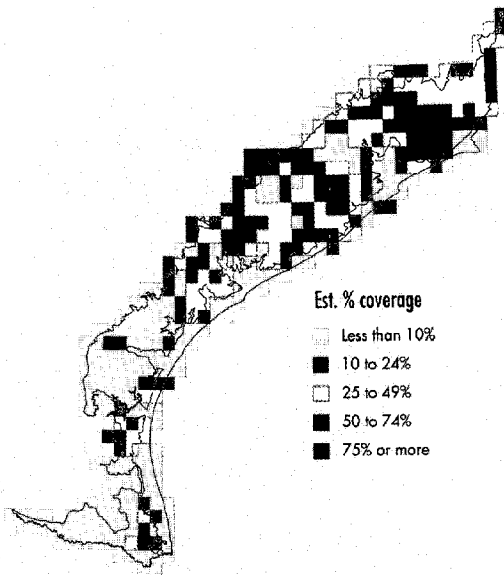 Est. % coverage
Less than 10%
10 to 24%
25 to 49%
50 to 74%
75% or more